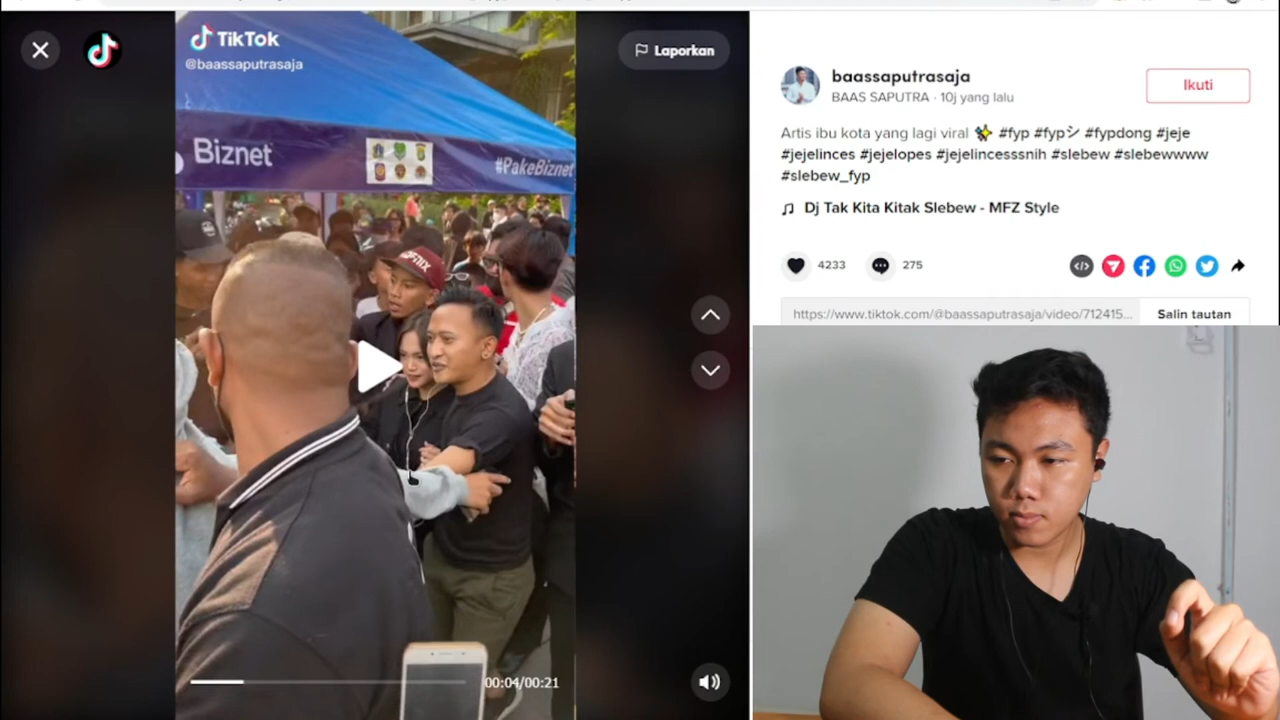 TikTok
@baassaputrasaja
Laporkan
Biznet
#PakeBiznet
00:04/00:21
baassaputrasaja
BAAS SAPUTRA · 10j yang lalu
Ikuti
Artis ibu kota yang lagi viral ✨ #fyp #fypシ #fypdong #jeje
#jejelinces #jejelopes #jejelincesssnih #slebew #slebewwww
#slebew_fyp
Dj Tak Kita Kitak Slebew - MFZ Style
4233
275
https://www.tiktok.com/@baassaputrasaja/video/712415...
Salin tautan